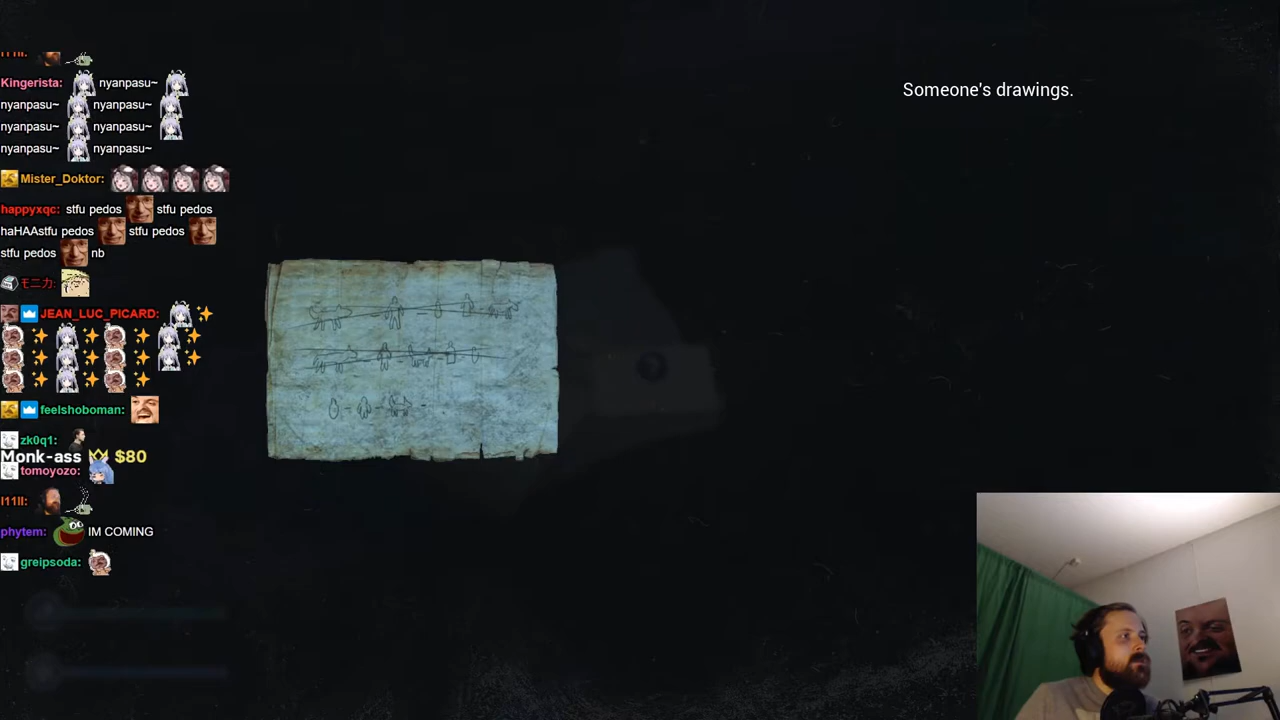 Kingerista: nyanpasu~
nyanpasu~ nyanpasu~
nyanpasu~ nyanpasu~
nyanpasu~ nyanpasu~
Mister_Doktor:
happyxqc: stfu pedos stfu pedos
haHAAstfu pedos stfu pedos
stfu pedos nb
モニカ:
JEAN_LUC_PICARD:
feelshoboman:
zk0q1:
Monk-ass $80
tomoyozo:
l11ll:
phytem: IM COMING
greipsoda:
Someone's drawings.